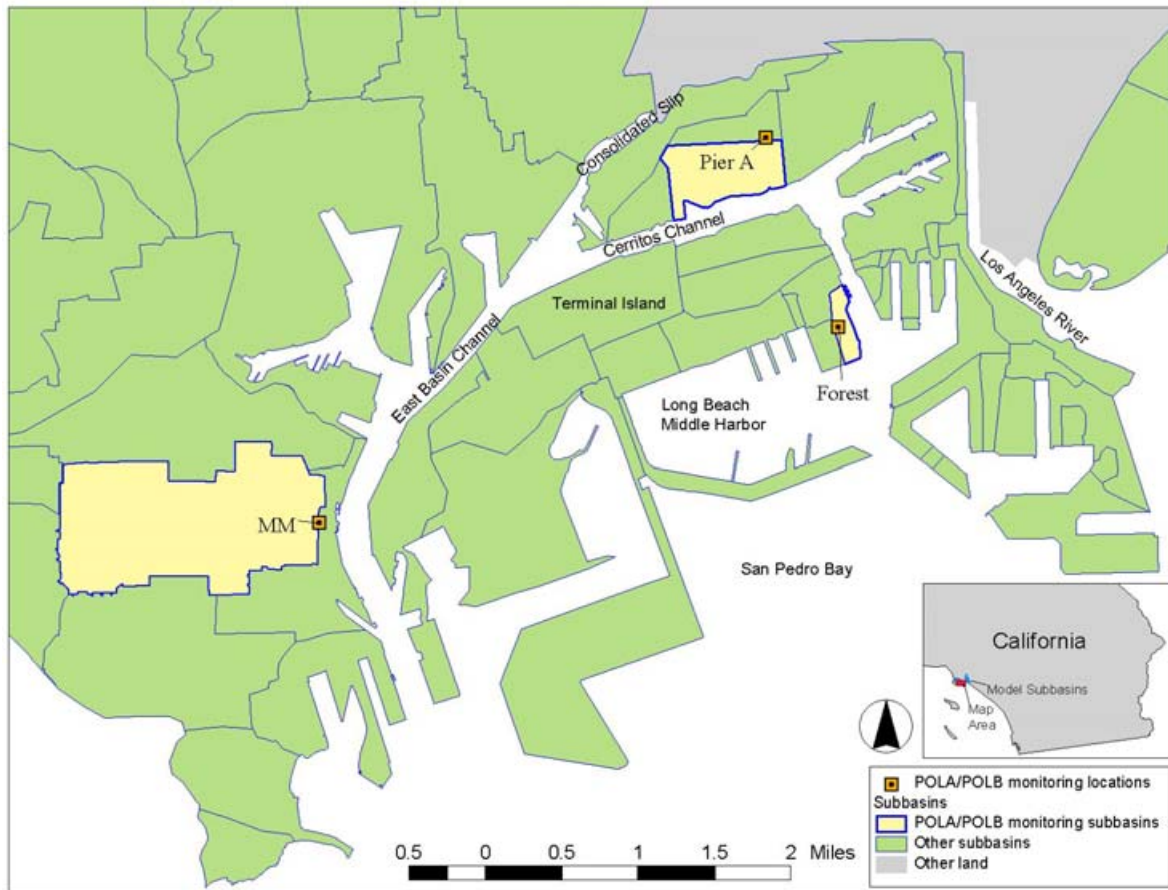 Consolidated Slip
Pier A
Cerritos Channel
Los Angeles River
Terminal Island
East Basin Channel
Forest
Long Beach
Middle Harbor
MM
San Pedro Bay
California
Model Subbasins
Map
Area
POLA/POLB monitoring locations
Subbasins
POLA/POLB monitoring subbasins
Other subbasins
Other land
0.5 0 0.5 1 1.5 2 Miles